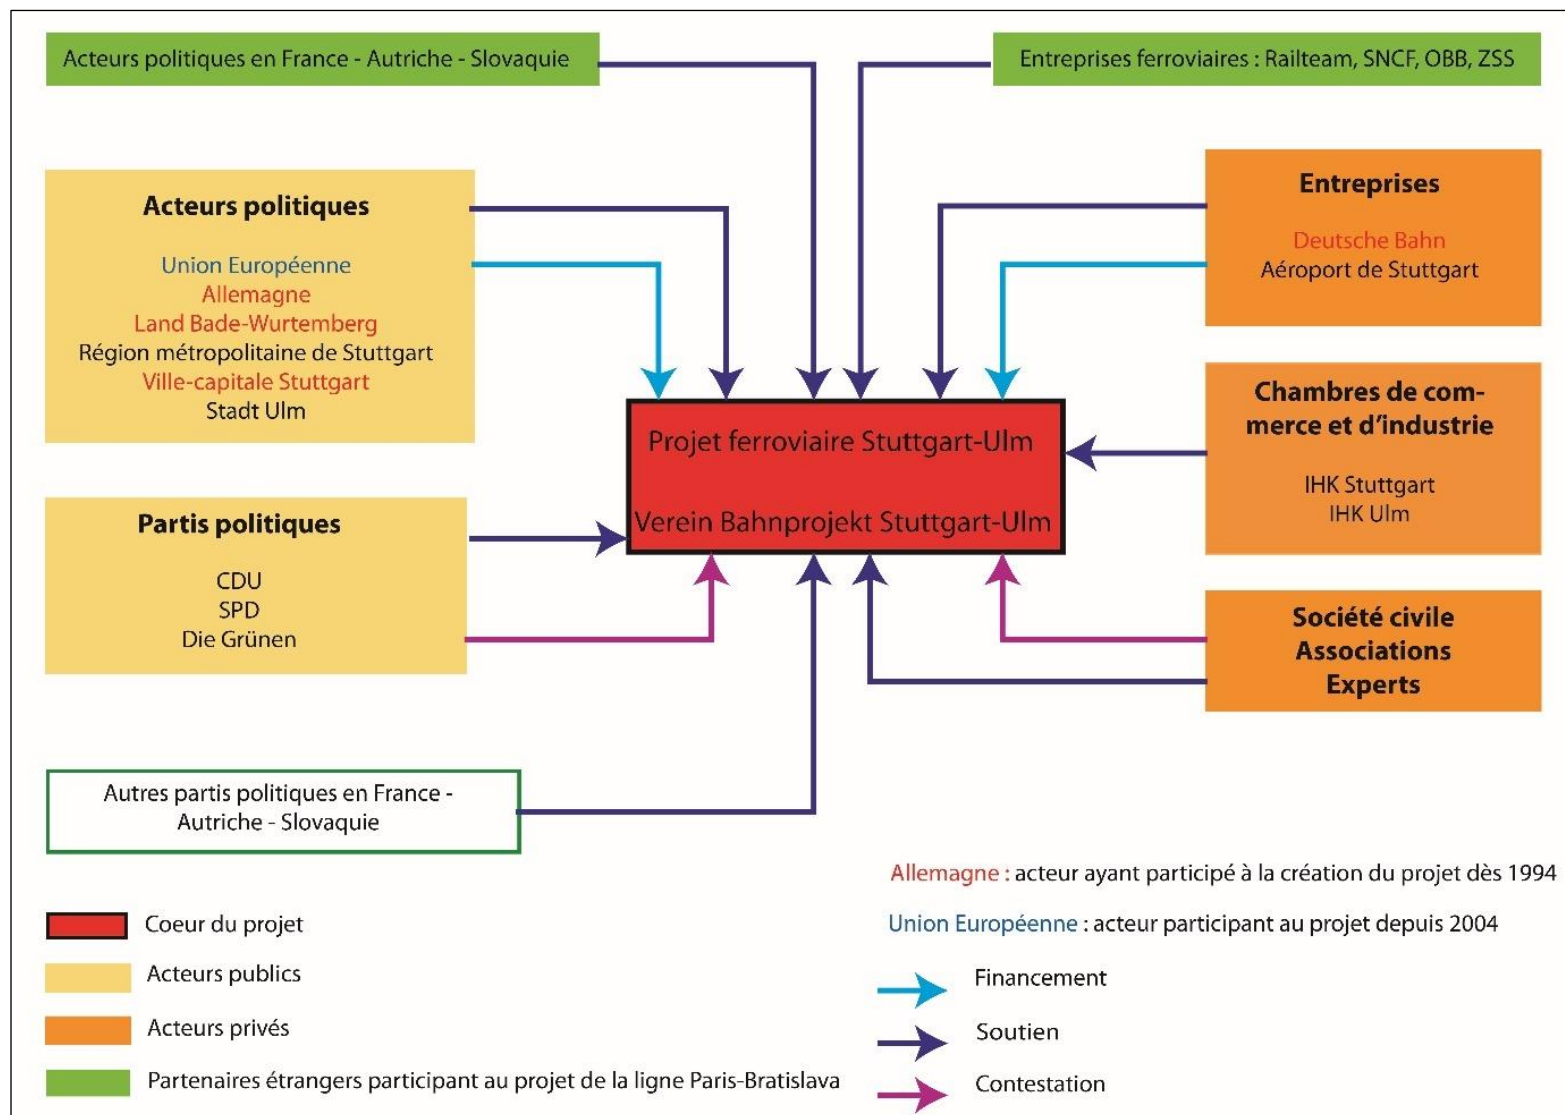 Acteurs politiques en France - Autriche - Slovaquie
Entreprises ferroviaires : Railteam, SNCF, OBB, ZSS
Acteurs politiques
Union Européenne
Allemagne
Land Bade-Wurtemberg
Région métropolitaine de Stuttgart
Ville-capitale Stuttgart
Stadt Ulm
Entreprises
Deutsche Bahn
Aéroport de Stuttgart
Projet ferroviaire Stuttgart-Ulm
Verein Bahnprojekt Stuttgart-Ulm
Chambres de com-
merce et d'industrie
IHK Stuttgart
IHK Ulm
Partis politiques
CDU
SPD
Die Grünen
Société civile
Associations
Experts
Autres partis politiques en France -
Autriche - Slovaquie
Allemagne : acteur ayant participé à la création du projet dès 1994
Union Européenne : acteur participant au projet depuis 2004
Coeur du projet
Acteurs publics
Acteurs privés
Partenaires étrangers participant au projet de la ligne Paris-Bratislava
Financement
Soutien
Contestation